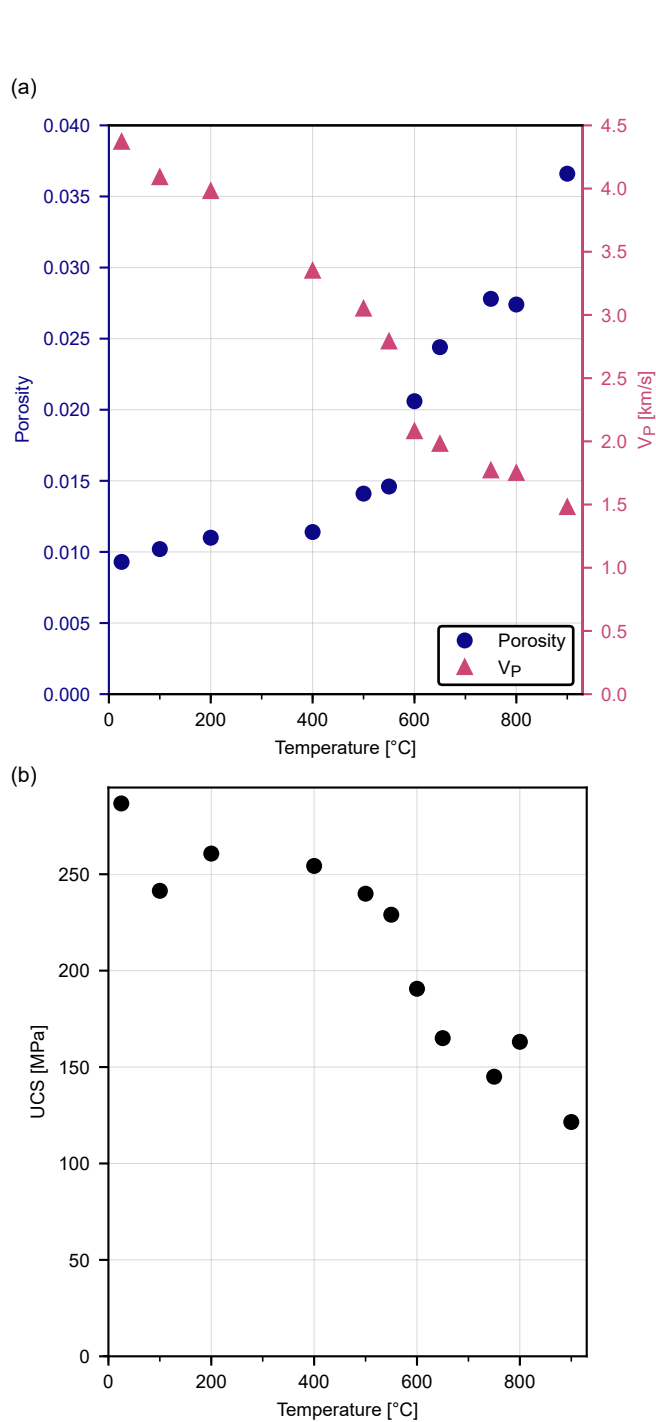 (a)
0.040
0.035
0.030
0.025
0.020
0.015
0.010
0.005
0.000
Porosity
4.5
4.0
3.5
3.0
2.5
2.0
1.5
1.0
0.5
0.0
VP [km/s]
Porosity
VP
0 200 400 600 800
Temperature [°C]
(b)
250
200
150
100
50
0
UCS [MPa]
0 200 400 600 800
Temperature [°C]